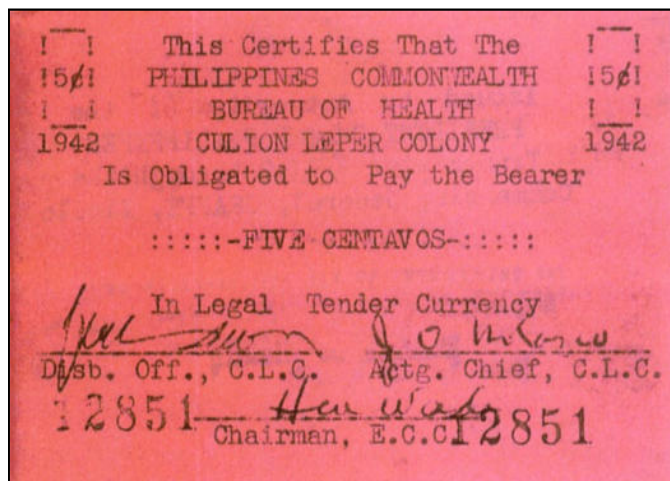 ! ! This Certifies That The ! !
!5¢! PHILIPPINES COMMONWEALTH !5¢!
! ! BUREAU OF HEALTH ! !
1942 CULION LEPER COLONY 1942
Is Obligated to Pay the Bearer
:::::-FIVE CENTAVOS-:::::
In Legal Tender Currency
Disb. Off., C.L.C. Actg. Chief, C.L.C.
12851 12851
Chairman, E.C.C.